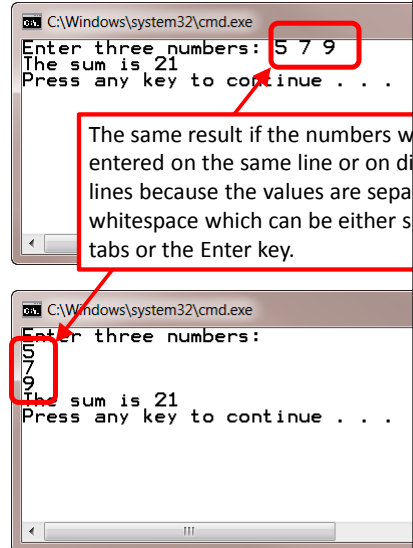 C:\Windows\system32\cmd.exe
Enter three numbers: 5 7 9
The sum is 21
Press any key to continue . . .
The same result if the numbers w
entered on the same line or on di
lines because the values are sepa
whitespace which can be either s
tabs or the Enter key.
C:\Windows\system32\cmd.exe
Enter three numbers:
5
7
9
The sum is 21
Press any key to continue . . .